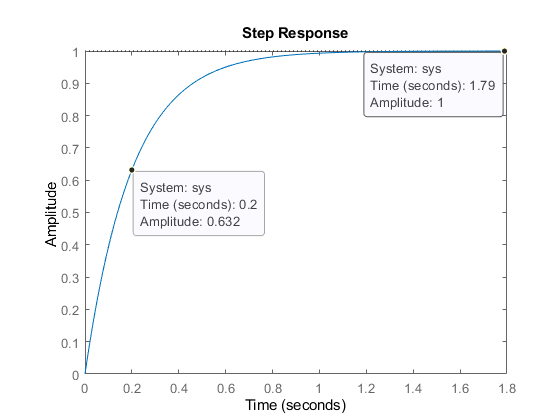 Step Response
System: sys
Time (seconds): 1.79
Amplitude: 1
System: sys
Time (seconds): 0.2
Amplitude: 0.632
Amplitude
1
0.9
0.8
0.7
0.6
0.5
0.4
0.3
0.2
0.1
0
0 0.2 0.4 0.6 0.8 1 1.2 1.4 1.6 1.8
Time (seconds)